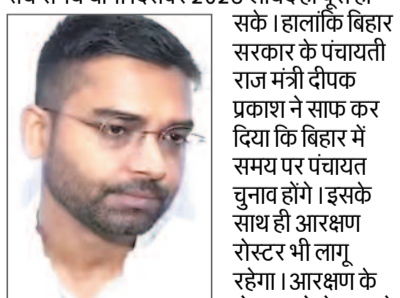 सके । हालांकि बिहार
सरकार के पंचायती
राज मंत्री दीपक
प्रकाश ने साफ कर
दिया कि बिहार में
समय पर पंचायत
चुनाव होंगे । इसके
साथ ही आरक्षण
रोस्टर भी लागू
रहेगा । आरक्षण के